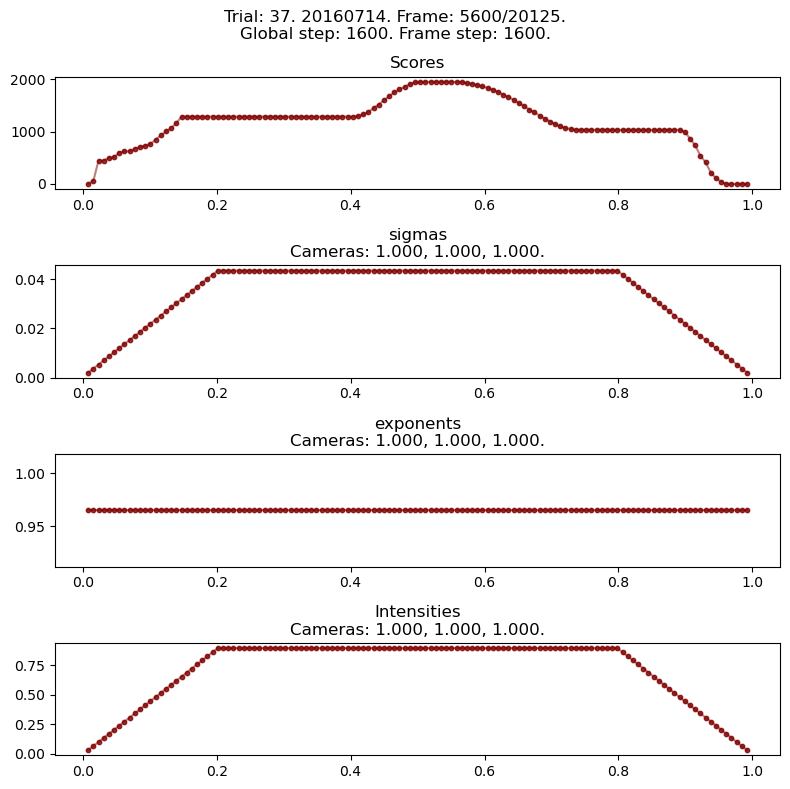 Trial: 37. 20160714. Frame: 5600/20125.
Global step: 1600. Frame step: 1600.
Scores
2000
1000
0
0.0 0.2 0.4 0.6 0.8 1.0
sigmas
Cameras: 1.000, 1.000, 1.000.
0.04
0.02
0.00
0.0 0.2 0.4 0.6 0.8 1.0
exponents
Cameras: 1.000, 1.000, 1.000.
1.00
0.95
0.0 0.2 0.4 0.6 0.8 1.0
Intensities
Cameras: 1.000, 1.000, 1.000.
0.75
0.50
0.25
0.00
0.0 0.2 0.4 0.6 0.8 1.0